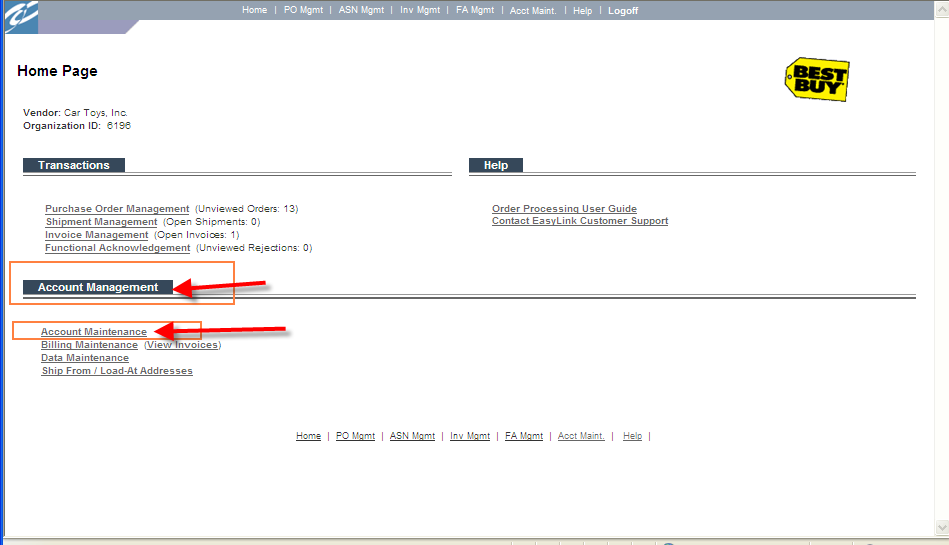 Home | PO Mgmt | ASN Mgmt | Inv Mgmt | FA Mgmt | Acct Maint. | Help | Logoff
Home Page
BEST
BUY
Vendor: Car Toys, Inc.
Organization ID: 6196
Transactions
Purchase Order Management (Unviewed Orders: 13)
Shipment Management (Open Shipments: 0)
Invoice Management (Open Invoices: 1)
Functional Acknowledgement (Unviewed Rejections: 0)
Help
Order Processing User Guide
Contact EasyLink Customer Support
Account Management
Account Maintenance
Billing Maintenance (View Invoices)
Data Maintenance
Ship From / Load-At Addresses
Home | PO Mgmt | ASN Mgmt | Inv Mgmt | FA Mgmt | Acct Maint. | Help |